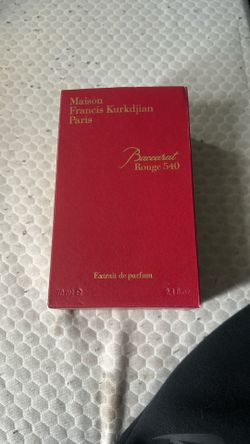 Maison
Francis Kurkdjian
Paris
Baccarat
Rouge 540
Extrait de parfum